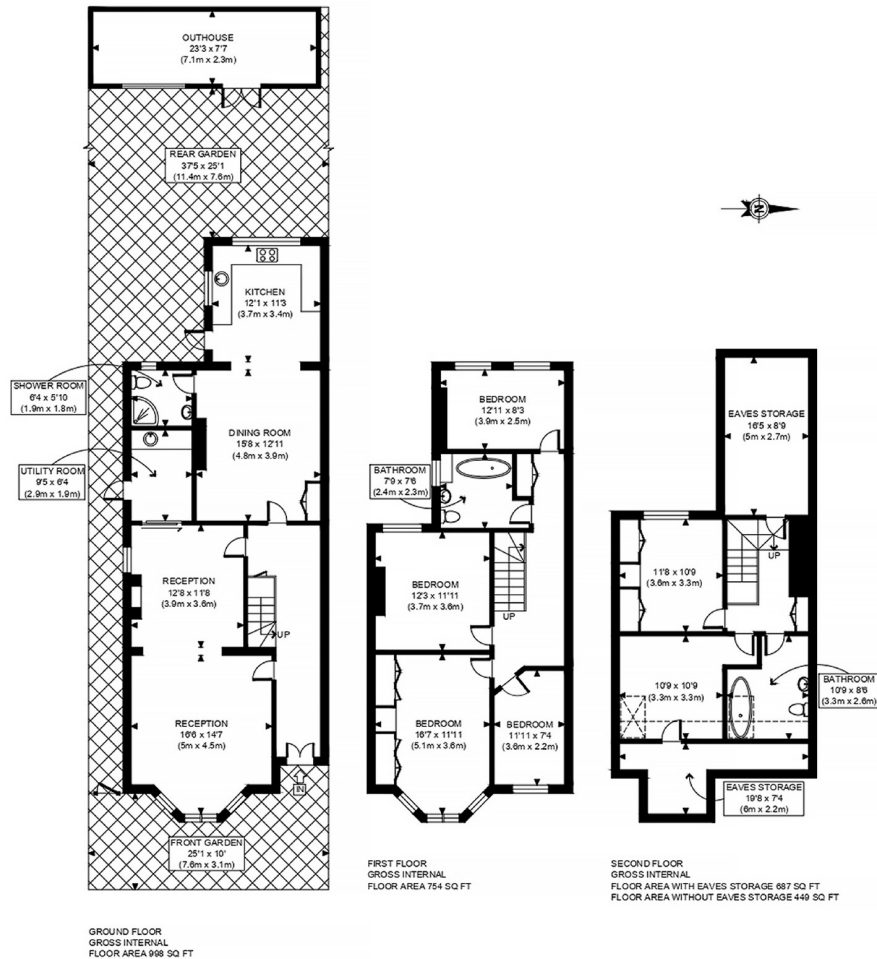 OUTHOUSE
23'3 x 7'7
(7.1m x 2.3m)
REAR GARDEN
37'5 x 25'1
(11.4m x 7.6m)
N
KITCHEN
12'1 x 11'3
(3.7m x 3.4m)
SHOWER ROOM
6'4 x 5'10
(1.9m x 1.8m)
DINING ROOM
15'8 x 12'11
(4.8m x 3.9m)
UTILITY ROOM
9'5 x 6'4
(2.9m x 1.9m)
RECEPTION
12'8 x 11'8
(3.9m x 3.6m)
UP
RECEPTION
16'6 x 14'7
(5m x 4.5m)
IN
FRONT GARDEN
25'1 x 10'
(7.6m x 3.1m)
GROUND FLOOR
GROSS INTERNAL
FLOOR AREA 998 SQ FT
BEDROOM
12'11 x 8'3
(3.9m x 2.5m)
BATHROOM
7'9 x 7'6
(2.4m x 2.3m)
BEDROOM
12'3 x 11'11
(3.7m x 3.6m)
UP
BEDROOM
16'7 x 11'11
(5.1m x 3.6m)
BEDROOM
11'11 x 7'4
(3.6m x 2.2m)
FIRST FLOOR
GROSS INTERNAL
FLOOR AREA 754 SQ FT
EAVES STORAGE
16'5 x 8'9
(5m x 2.7m)
11'8 x 10'9
(3.6m x 3.3m)
UP
10'9 x 10'9
(3.3m x 3.3m)
BATHROOM
10'9 x 8'6
(3.3m x 2.6m)
EAVES STORAGE
19'8 x 7'4
(6m x 2.2m)
SECOND FLOOR
GROSS INTERNAL
FLOOR AREA WITH EAVES STORAGE 687 SQ FT
FLOOR AREA WITHOUT EAVES STORAGE 449 SQ FT